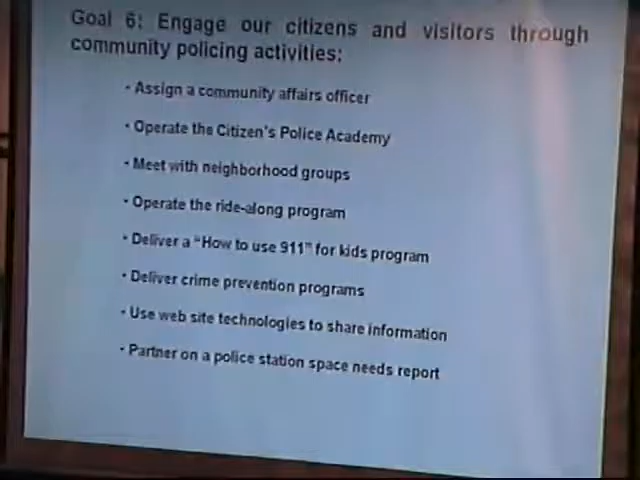 Goal 6: Engage our citizens and visitors through
community policing activities:
• Assign a community affairs officer
• Operate the Citizen's Police Academy
• Meet with neighborhood groups
• Operate the ride-along program
• Deliver a "How to use 911" for kids program
• Deliver crime prevention programs
• Use web site technologies to share information
• Partner on a police station space needs report